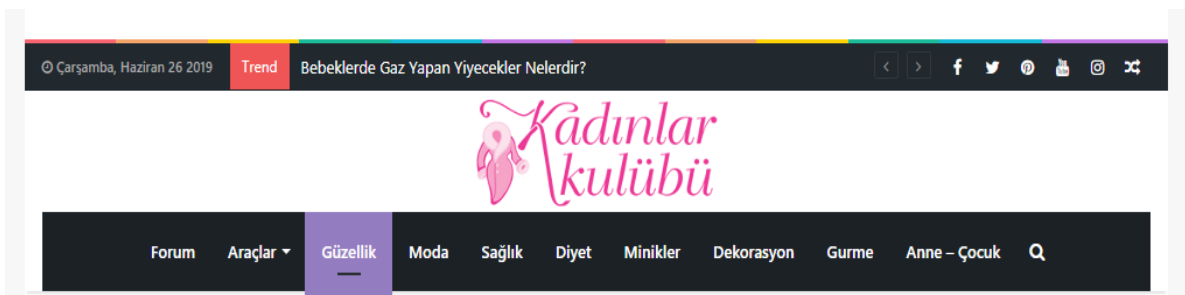 Çarşamba, Haziran 26 2019 Trend Bebeklerde Gaz Yapan Yiyecekler Nelerdir?
Kadınlar
kulübü
Forum Araçlar Güzellik Moda Sağlık Diyet Minikler Dekorasyon Gurme Anne – Çocuk